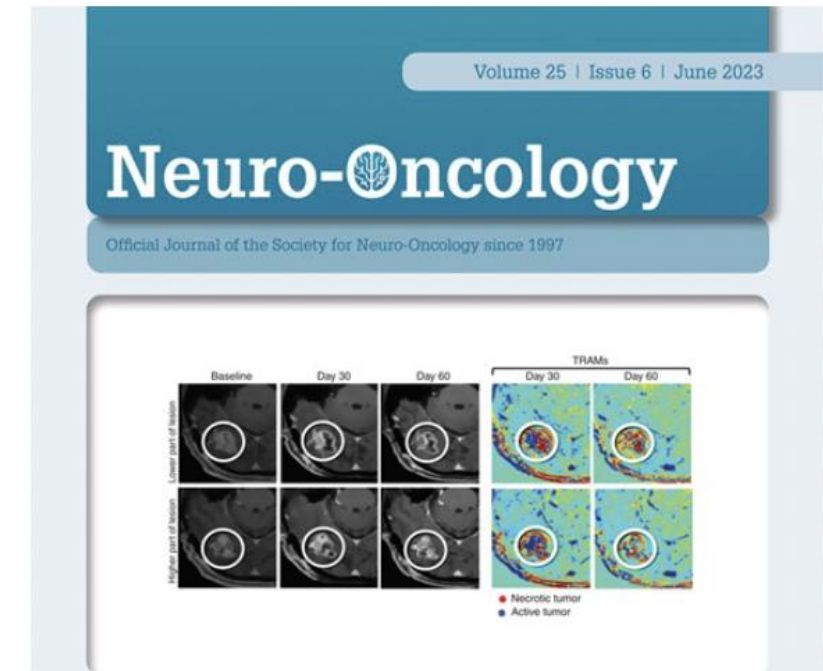 Volume 25 | Issue 6 | June 2023
Neuro-Oncology
Official Journal of the Society for Neuro-Oncology since 1997
TRAMs
Baseline Day 30 Day 60 Day 30 Day 60
Lower part of lesion
Higher part of lesion
Necrotic tumor
Active tumor